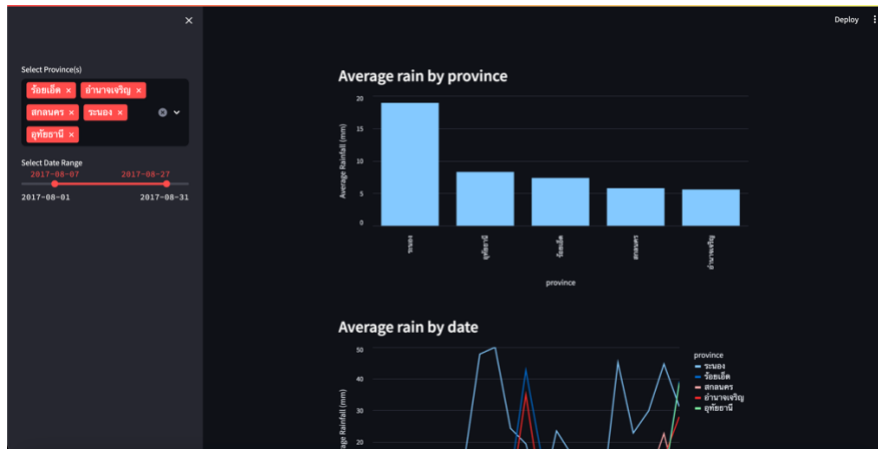 Deploy
Select Province(s)
ร้อยเอ็ด × อำนาจเจริญ ×
สกลนคร × ระนอง ×
อุทัยธานี ×
Select Date Range
2017-08-07 2017-08-27
2017-08-01 2017-08-31
Average rain by province
Average Rainfall (mm)
20
15
10
5
0
ระนอง อุทัยธานี ร้อยเอ็ด สกลนคร อำนาจเจริญ
province
Average rain by date
age Rainfall (mm)
50
40
30
20
province
ระนอง
ร้อยเอ็ด
สกลนคร
อำนาจเจริญ
อุทัยธานี